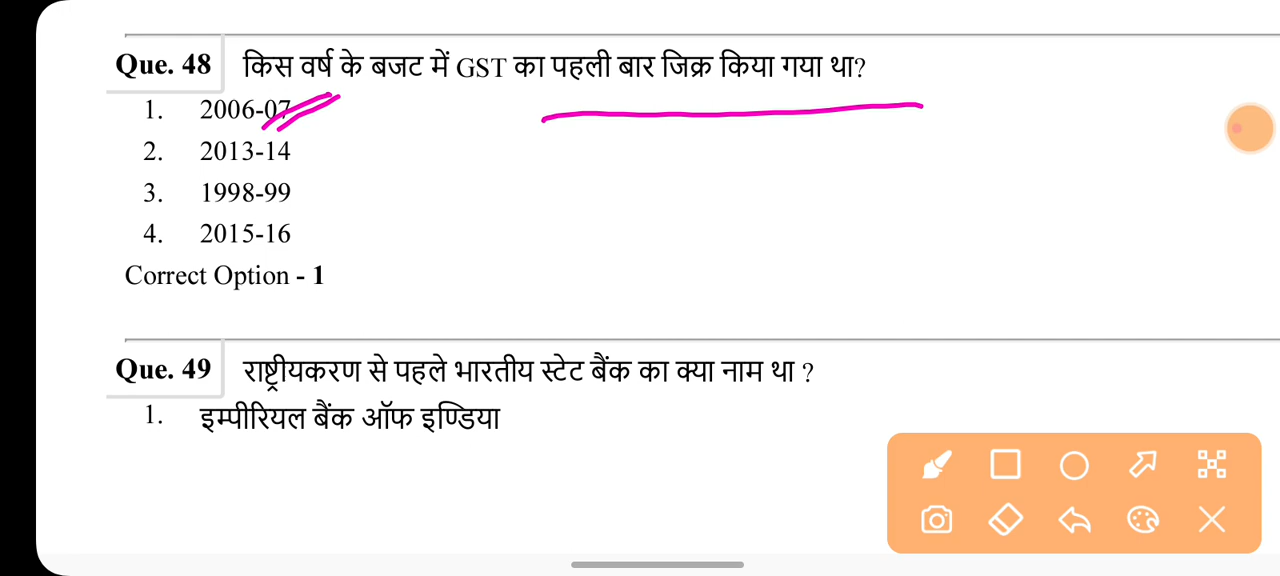 Que. 48 किस वर्ष के बजट में GST का पहली बार जिक्र किया गया था?
1. 2006-07
2. 2013-14
3. 1998-99
4. 2015-16
Correct Option - 1
Que. 49 राष्ट्रीयकरण से पहले भारतीय स्टेट बैंक का क्या नाम था ?
1. इम्पीरियल बैंक ऑफ इण्डिया